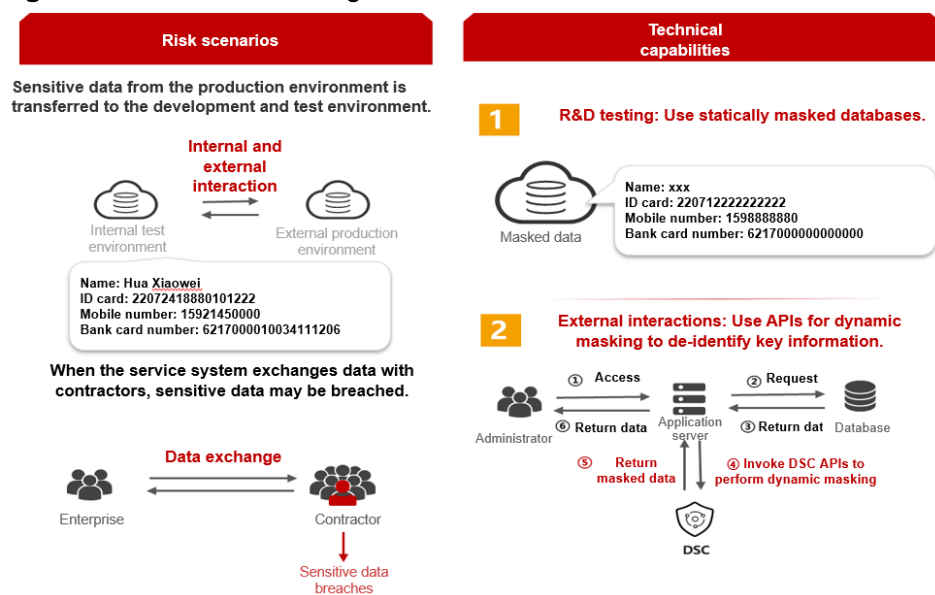 Risk scenarios
Sensitive data from the production environment is
transferred to the development and test environment.
Internal and
external
interaction
Internal test
environment
External production
environment
Name: Hua Xiaowei
ID card: 22072418880101222
Mobile number: 15921450000
Bank card number: 6217000010034111206
When the service system exchanges data with
contractors, sensitive data may be breached.
Data exchange
Enterprise
Contractor
Sensitive data
breaches
Technical
capabilities
1
R&D testing: Use statically masked databases.
Masked data
Name: xxx
ID card: 220712222222222
Mobile number: 1598888880
Bank card number: 6217000000000000
2
External interactions: Use APIs for dynamic
masking to de-identify key information.
① Access
② Request
⑥ Return data
③ Return dat
Administrator
Application
server
Database
⑤ Return
masked data
④ Invoke DSC APIs to
perform dynamic masking
DSC